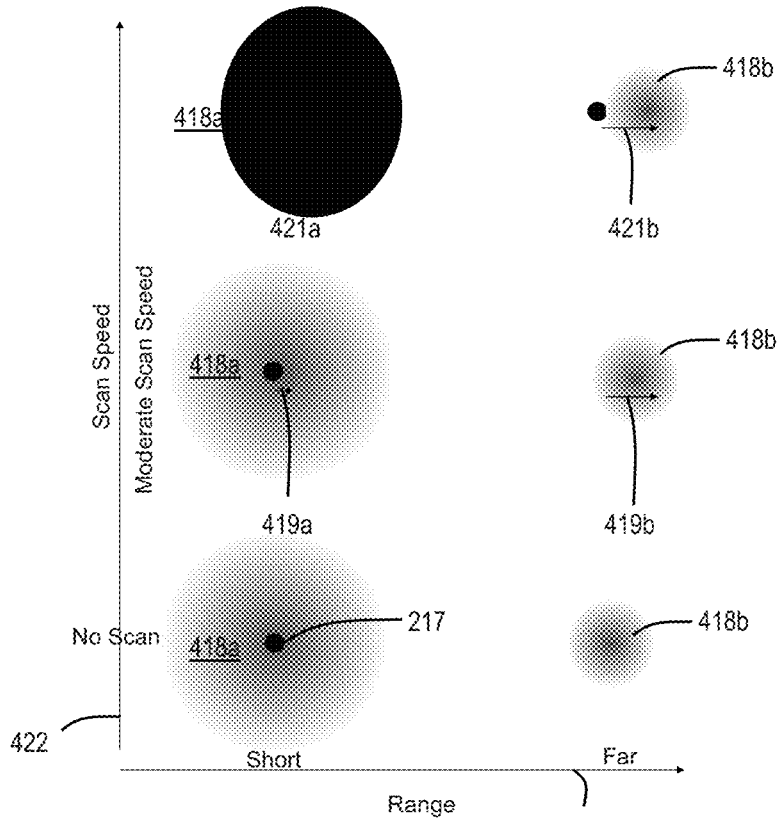 418b
418a
421a
421b
Scan Speed
Moderate Scan Speed
418a
418b
419a
419b
No Scan
418a
217
418b
422
Short
Far
Range